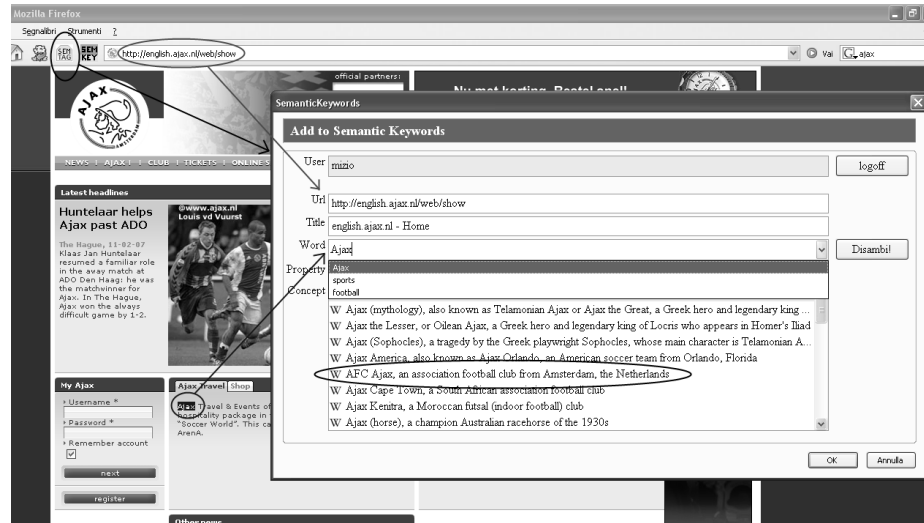 Mozilla Firefox
Segnalibri Strumenti ?
SEM TAG
SEM KEY
http://english.ajax.nl/web/show
Vai
ajax
AJAX
AMSTERDAM
official partners:
NEWS | AJAX | CLUB | TICKETS | ONLINE S
Latest headlines
Huntelaar helps
Ajax past ADO
The Hague, 11-02-07
Klaas Jan Huntelaar
resumed a familiar role
in the away match at
ADO Den Haag: he was
the matchwinner for
Ajax. In The Hague,
Ajax won the always
difficult game by 1-2.
@www.ajax.nl
Louis vd Vuurst
My Ajax
Username *
Password *
Remember account
next
register
Ajax Travel Shop
Ajax Travel & Events of
hospitality package in
"Soccer World". This ca
ArenA.
Other news
SemanticKeywords
Add to Semantic Keywords
User mizio
logoff
Url http://english.ajax.nl/web/show
Title english.ajax.nl - Home
Word Ajax
Disambi!
Property
Ajax
sports
football
Concept
W Ajax (mythology), also known as Telamonian Ajax or Ajax the Great, a Greek hero and legendary king ...
W Ajax the Lesser, or Oilean Ajax, a Greek hero and legendary king of Locris who appears in Homer's Iliad
W Ajax (Sophocles), a tragedy by the Greek playwright Sophocles, whose main character is Telamonian A...
W Ajax America, also known as Ajax Orlando, an American soccer team from Orlando, Florida
W AFC Ajax, an association football club from Amsterdam, the Netherlands
W Ajax Cape Town, a South African association football club
W Ajax Kenitra, a Moroccan futsal (indoor football) club
W Ajax (horse), a champion Australian racehorse of the 1930s
OK
Annulla